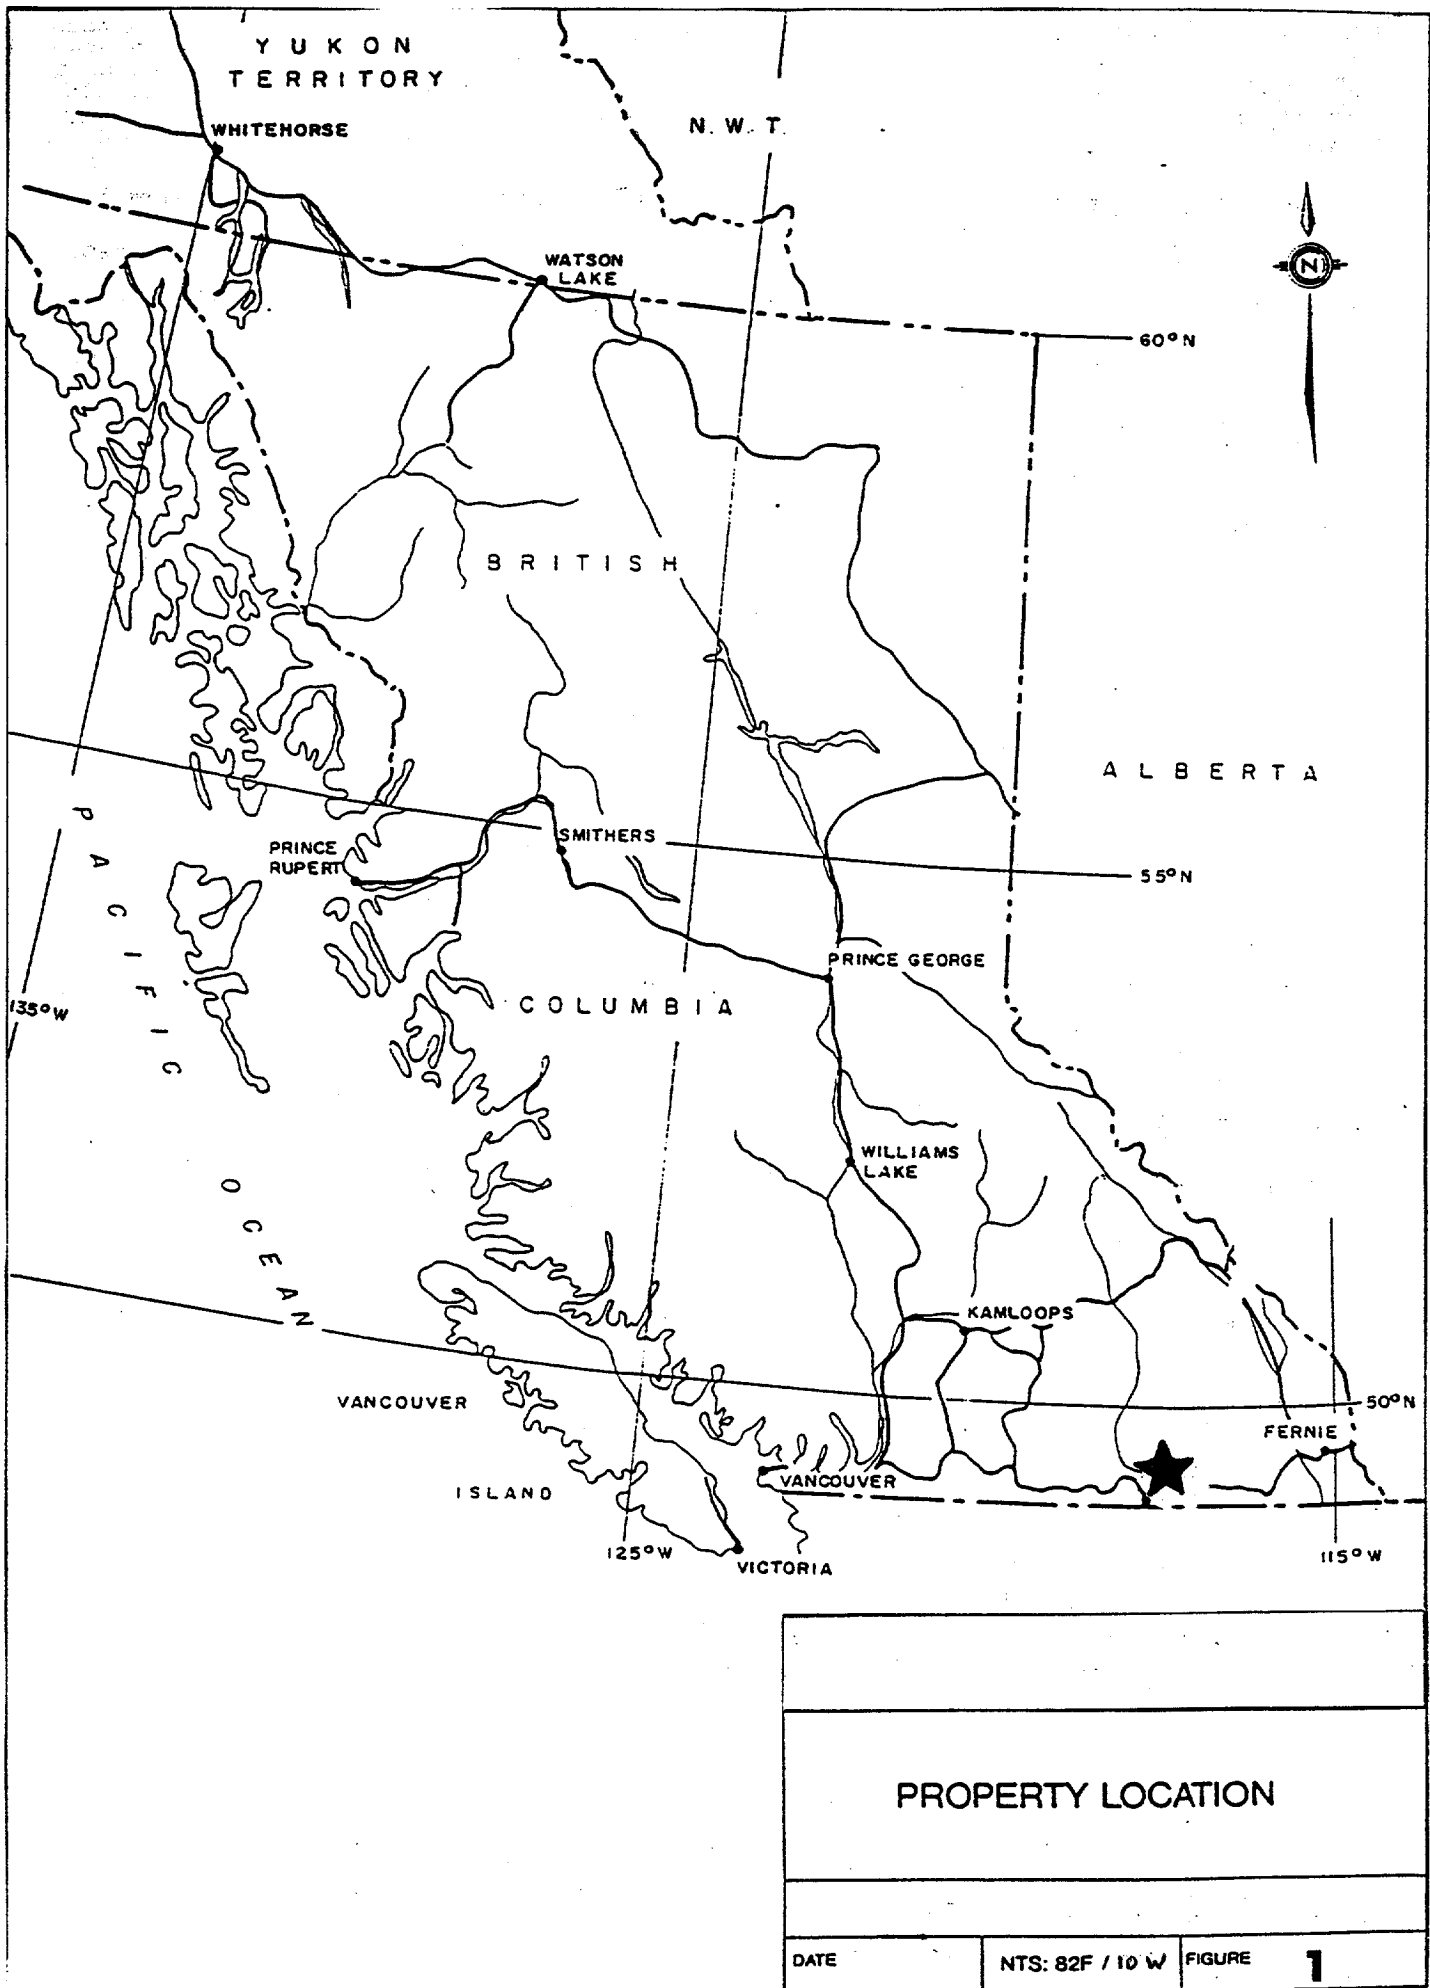 YUKON
TERRITORY
WHITEHORSE
N.W.T.
WATSON
LAKE
N
60°N
BRITISH
ALBERTA
PACIFIC
PRINCE
RUPERT
SMITHERS
55°N
PRINCE GEORGE
COLUMBIA
135°W
WILLIAMS
LAKE
OCEAN
KAMLOOPS
VANCOUVER
50°N
FERNIE
VANCOUVER
ISLAND
125°W
VICTORIA
115°W
PROPERTY LOCATION
DATE
NTS: 82F / 10 W
FIGURE 1